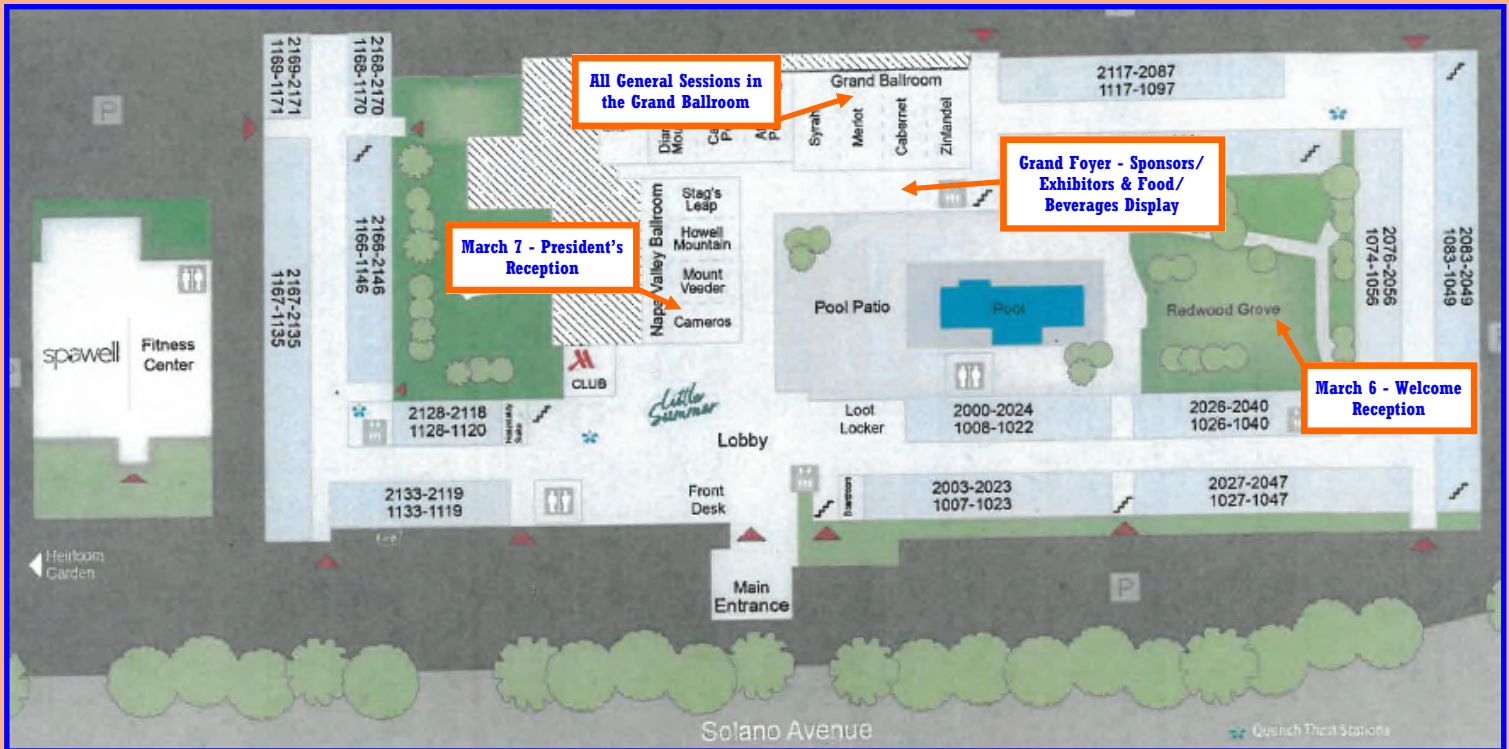 2169-2171
1169-1171
2168-2170
1168-1170
P
All General Sessions in
the Grand Ballroom
Grand Ballroom
Syrah
Merlot
Cabernet
Zinfandel
2117-2087
1117-1097
Grand Foyer - Sponsors/
Exhibitors & Food/
Beverages Display
Napa Valley Ballroom
Stag's
Leap
Howell
Mountain
Mount
Veeder
Carneros
March 7 - President's
Reception
2166-2146
1166-1146
2167-2135
1167-1135
spawell
Fitness
Center
Pool Patio
Pool
Redwood Grove
2076-2056
1074-1056
2083-2049
1083-1049
March 6 - Welcome
Reception
CLUB
Little
Summer
Lobby
Loot
Locker
2128-2118
1128-1120
Hospitality
Suite
2000-2024
1008-1022
2026-2040
1026-1040
2133-2119
1133-1119
Front
Desk
Boardroom
2003-2023
1007-1023
2027-2047
1027-1047
Heirloom
Garden
Main
Entrance
P
Solano Avenue
Quench Thirst Stations